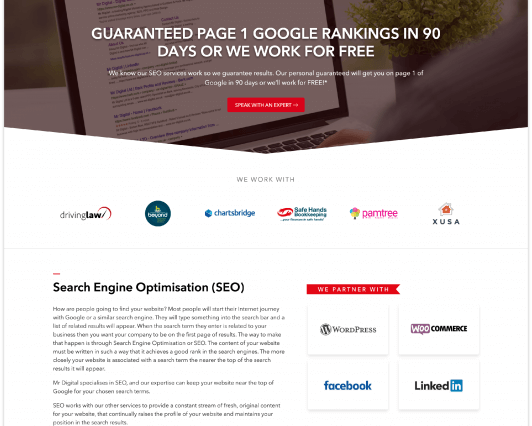 GUARANTEED PAGE 1 GOOGLE RANKINGS IN 90
DAYS OR WE WORK FOR FREE
We know our SEO services work so we guarantee results. Our personal guaranteed will get you on page 1 of
Google in 90 days or we'll work for FREE!*
SPEAK WITH AN EXPERT →
WE WORK WITH
drivinglaw
beyond
chartsbridge
Safe Hands
Bookkeeping
pamtree
XUSA
Search Engine Optimisation (SEO)
How are people going to find your website? Most people will start their internet journey
with Google or a similar search engine. They will type something into the search bar and a
list of related results will appear. When the search term they enter is related to your
business then you want your company to be on the first page of results. The way to make
that happen is through Search Engine Optimisation or SEO. The content of your website
must be written in such a way that it achieves a good rank in the search engines. The more
closely your website is associated with a search term the nearer the top of the search
results it will appear.
Mr Digital specialises in SEO, and our expertise can keep your website near the top of
Google for your chosen search terms.
SEO works with our other services to provide a constant stream of fresh, original content
for your website, that continually raises the profile of your website and maintains your
position in the search results.
WE PARTNER WITH
WORDPRESS
WOO COMMERCE
facebook
Linked in